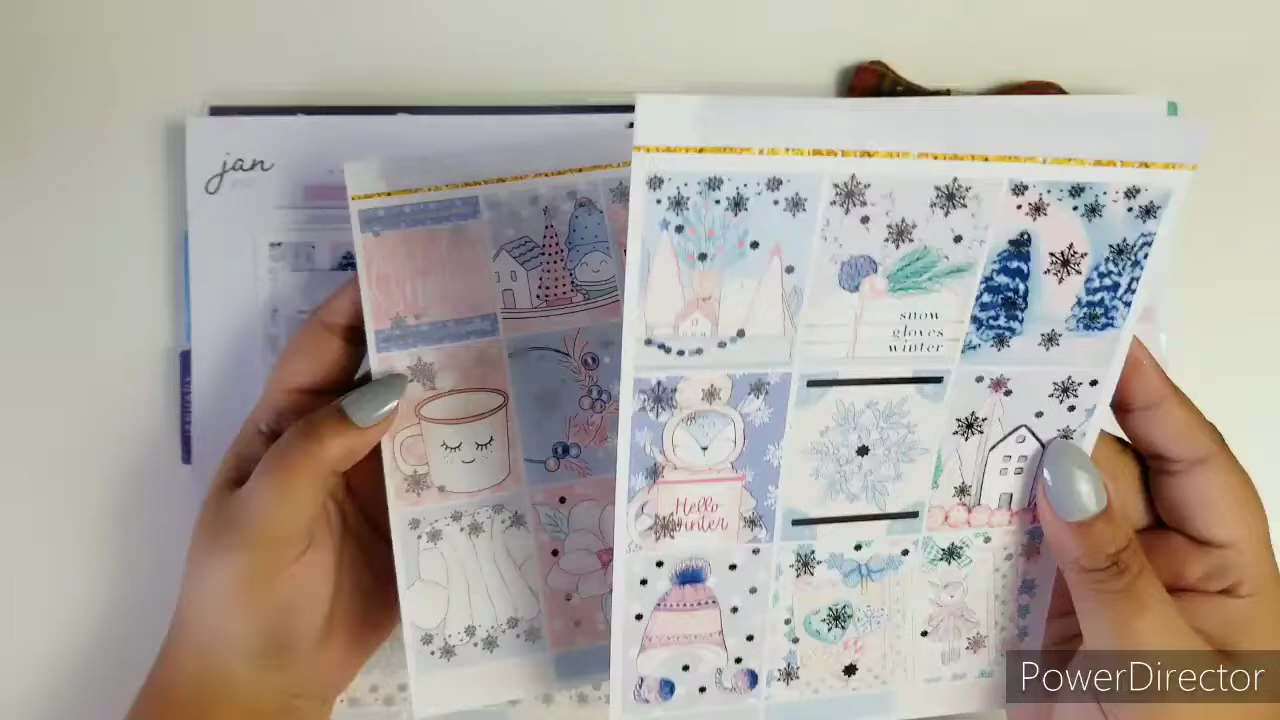 jan
snow
gloves
winter
Hello
Winter
PowerDirector